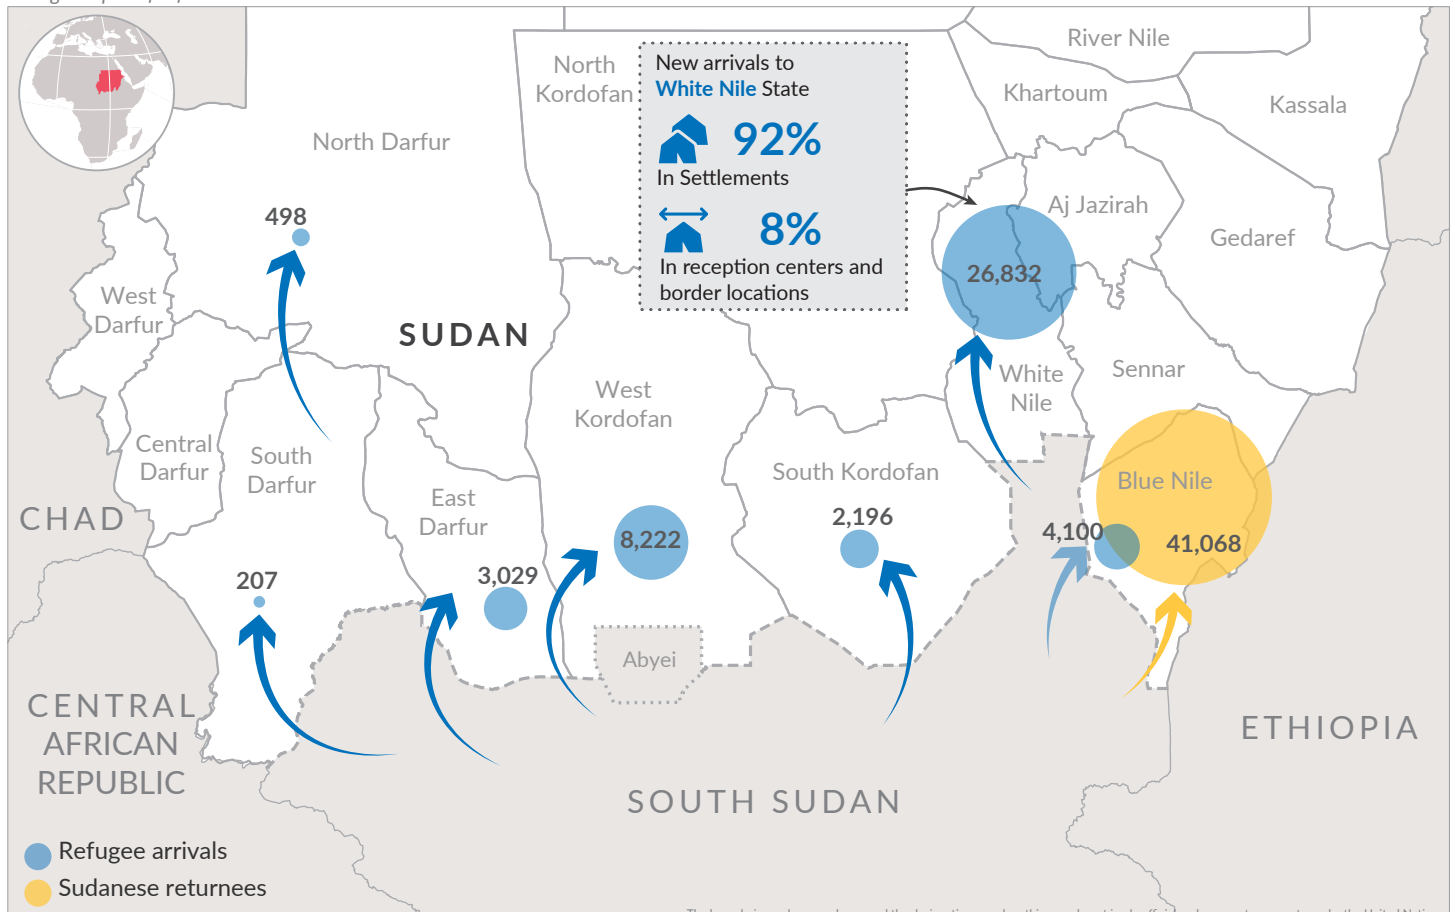 River Nile
North
Kordofan
New arrivals to
White Nile State
92%
In Settlements
8%
In reception centers and
border locations
Khartoum
Kassala
North Darfur
Aj Jazirah
498
Gedaref
26,832
West
Darfur
SUDAN
White
Nile
Sennar
West
Kordofan
Central
Darfur
South
Darfur
South Kordofan
Blue Nile
East
Darfur
CHAD
2,196
4,100
41,068
8,222
207
3,029
Abyei
CENTRAL
AFRICAN
REPUBLIC
ETHIOPIA
SOUTH SUDAN
Refugee arrivals
Sudanese returnees